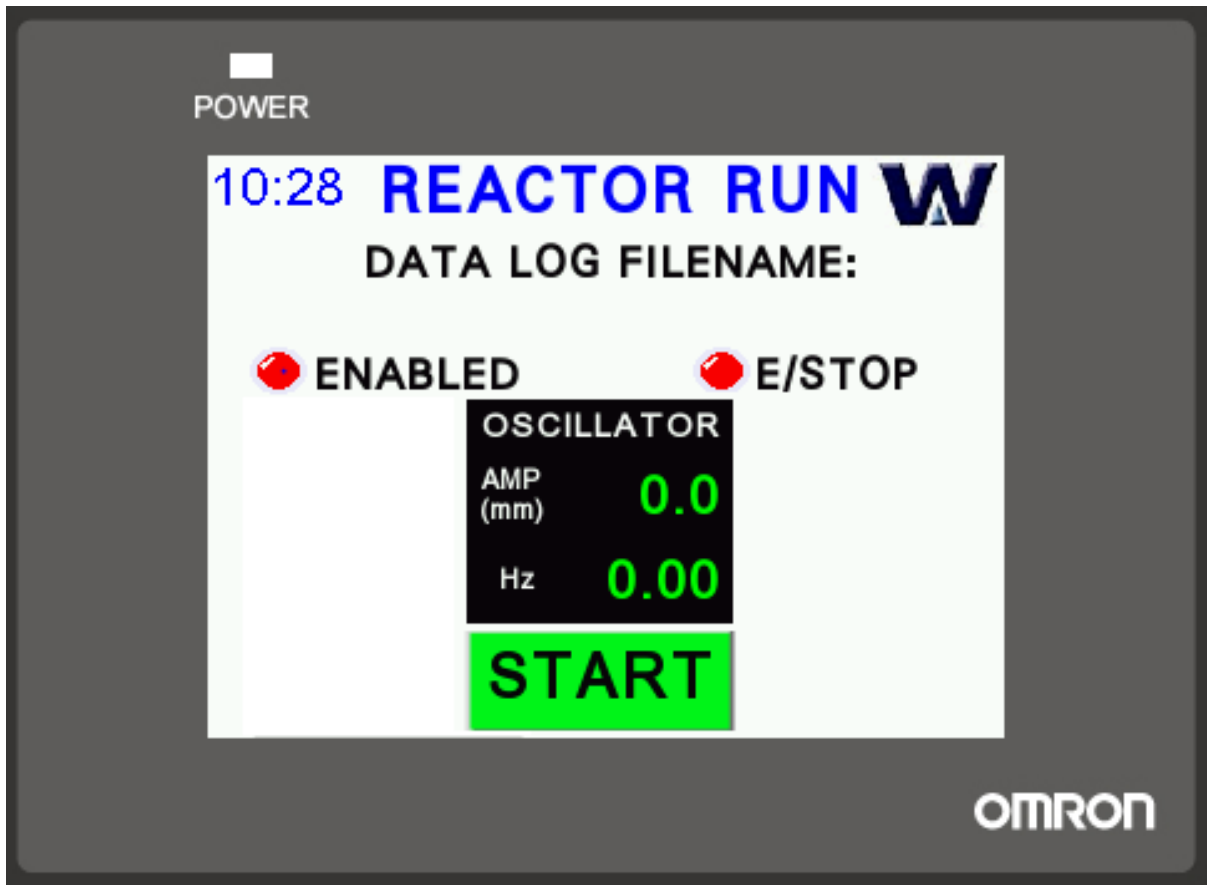 POWER
10:28 REACTOR RUN W
DATA LOG FILENAME:
ENABLED E/STOP
OSCILLATOR
AMP
(mm) 0.0
Hz 0.00
START
OMRON